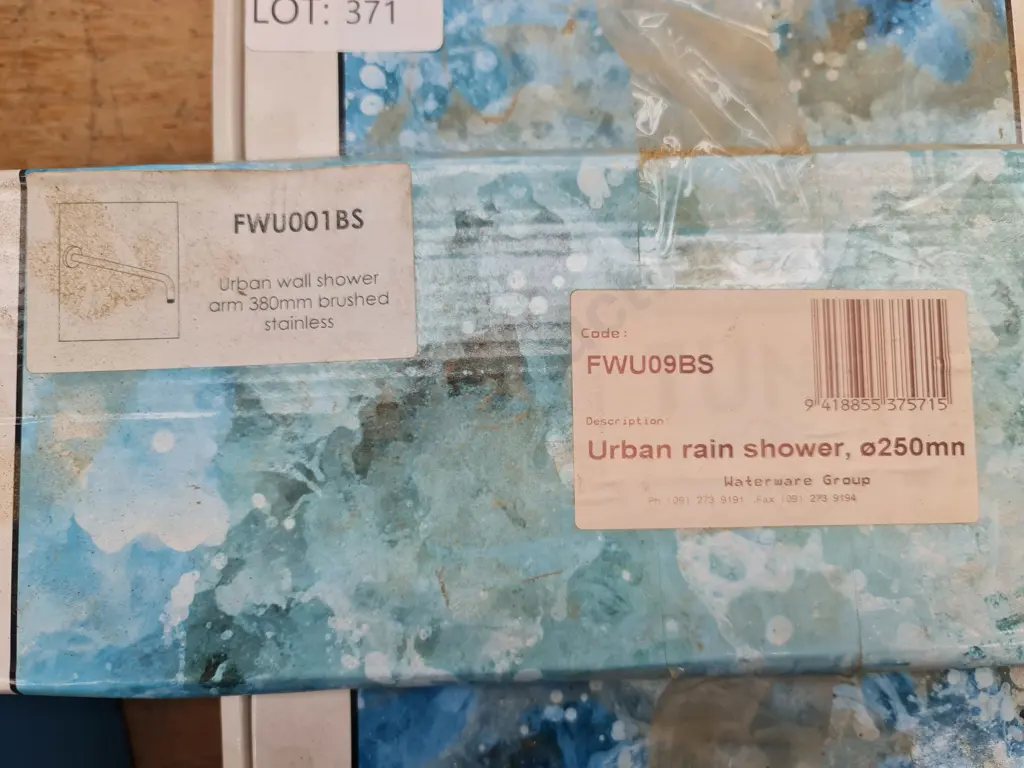 LOT: 371
FWU001BS
Urban wall shower
arm 380mm brushed
stainless
Code:
FWU09BS
9 418855 375715
Description:
Urban rain shower, ø250mn
Waterware Group
Ph (09) 273 9191 .Fax (09) 273 9194